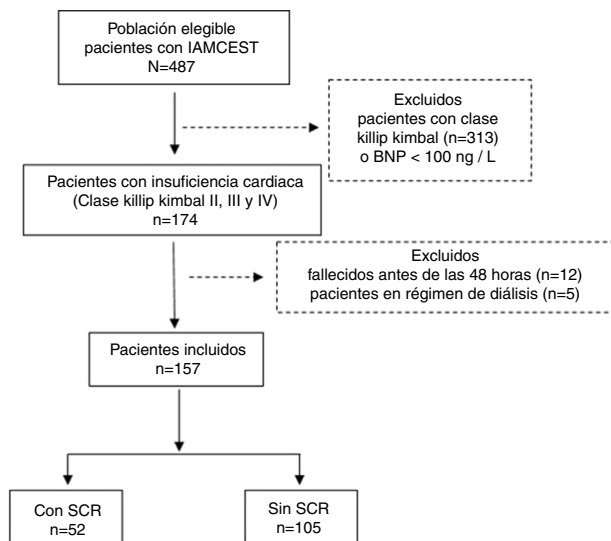 Población elegible
pacientes con IAMCEST
N=487
Excluidos
pacientes con clase
killip kimbal (n=313)
o BNP < 100 ng / L
Pacientes con insuficiencia cardiaca
(Clase killip kimbal II, III y IV)
n=174
Excluidos
fallecidos antes de las 48 horas (n=12)
pacientes en régimen de diálisis (n=5)
Pacientes incluidos
n=157
Con SCR
n=52
Sin SCR
n=105